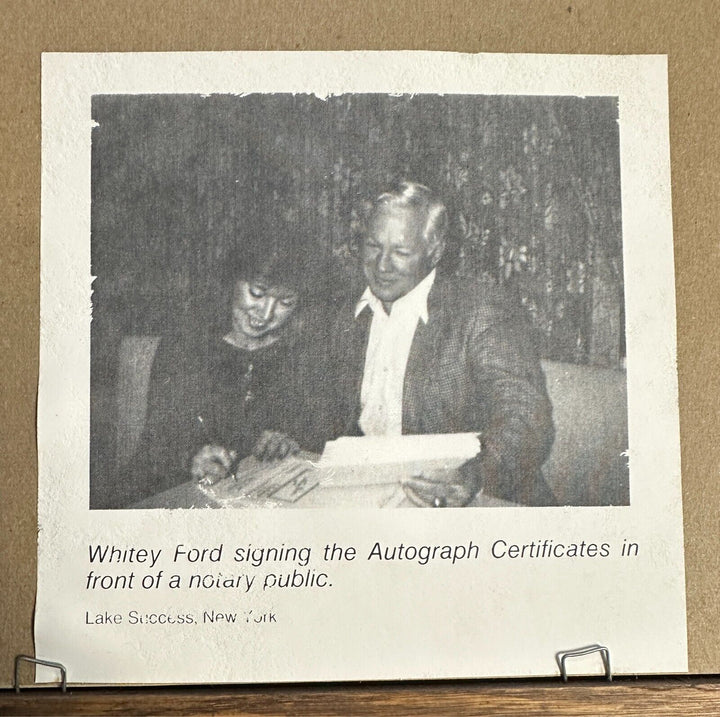 Whitey Ford signing the Autograph Certificates in
front of a notary public.
Lake Success, New York